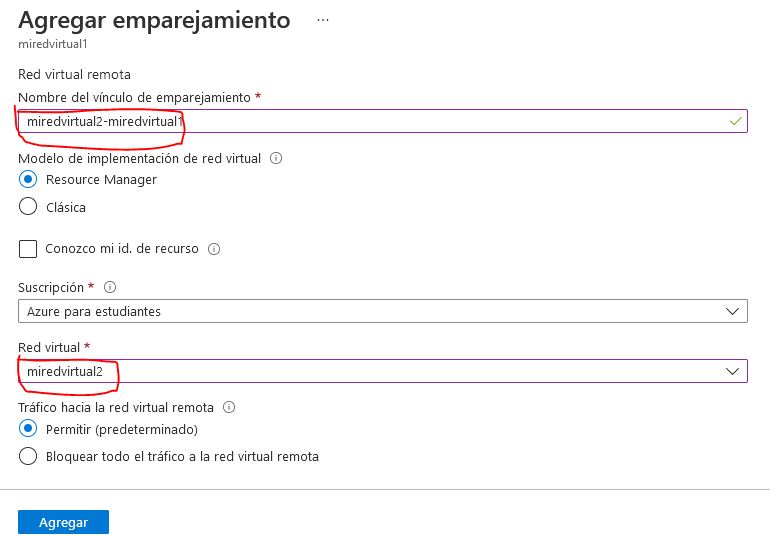 Agregar emparejamiento ...
miredvirtual1
Red virtual remota
Nombre del vínculo de emparejamiento *
miredvirtual2-miredvirtual1
Modelo de implementación de red virtual
Resource Manager
Clásica
Conozco mi id. de recurso
Suscripción *
Azure para estudiantes
Red virtual *
miredvirtual2
Tráfico hacia la red virtual remota
Permitir (predeterminado)
Bloquear todo el tráfico a la red virtual remota
Agregar